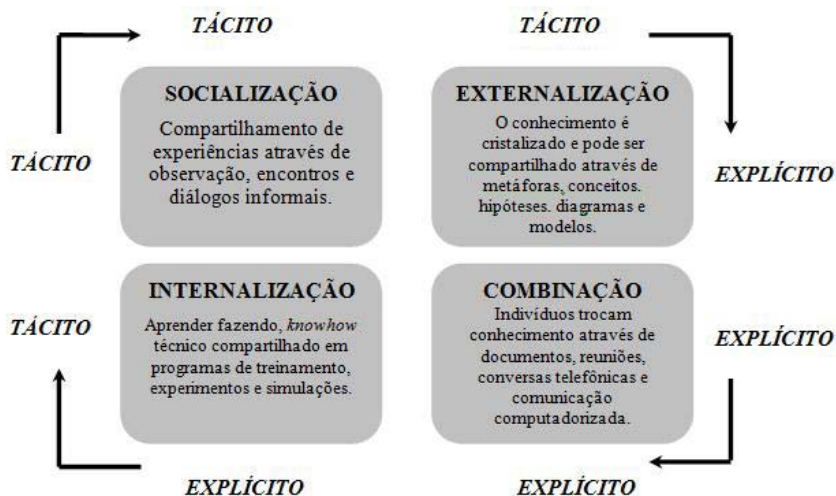 TÁCITO
TÁCITO
SOCIALIZAÇÃO
Compartilhamento de
experiências através de
observação, encontros e
diálogos informais.
EXTERNALIZAÇÃO
O conhecimento é
cristalizado e pode ser
compartilhado através de
metáforas, conceitos.
hipóteses. diagramas e
modelos.
TÁCITO
EXPLÍCITO
INTERNALIZAÇÃO
Aprender fazendo, knowhow
técnico compartilhado em
programas de treinamento,
experimentos e simulações.
COMBINAÇÃO
Indivíduos trocam
conhecimento através de
documentos, reuniões,
conversas telefônicas e
comunicação
computadorizada.
TÁCITO
EXPLÍCITO
EXPLÍCITO
EXPLÍCITO